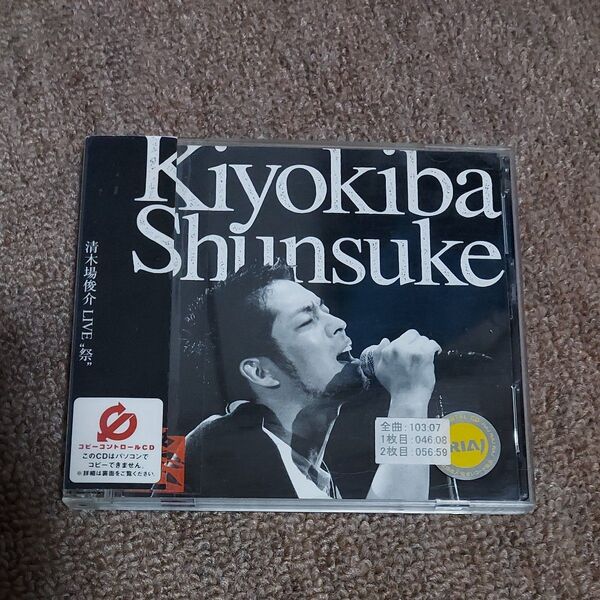 Kiyokiba
Shunsuke
清木場俊介 LIVE “祭”
コピーコントロールCD
このCDはパソコンで
コピーできません。
※詳細は裏面をご覧ください。
全曲:103:07
1枚目:046:08
2枚目:056:59
RIAJ